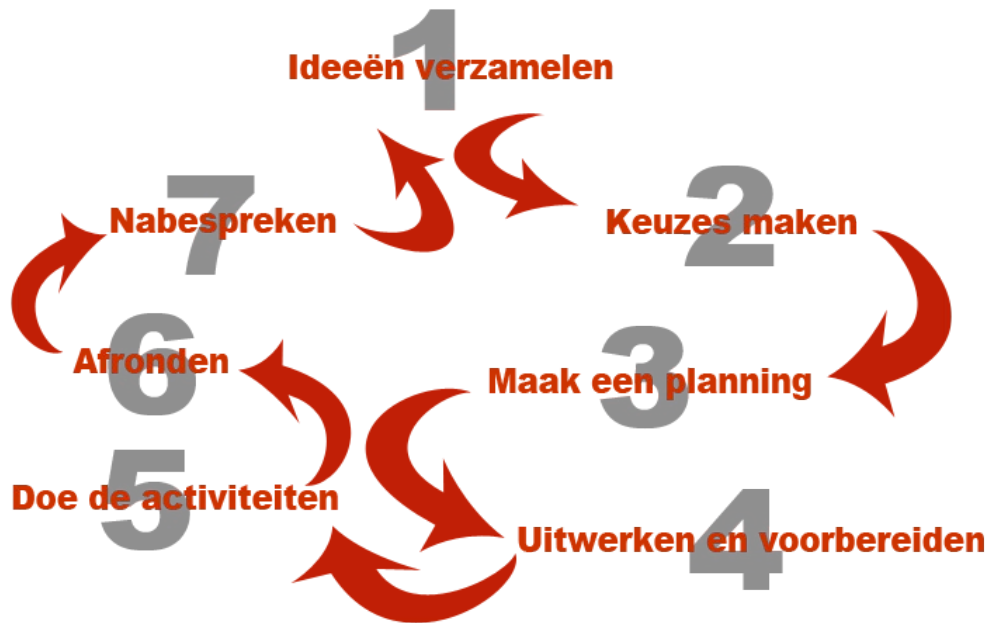 1
Ideeën verzamelen
2
Keuzes maken
3
Maak een planning
4
Uitwerken en voorbereiden
5
Doe de activiteiten
6
Afronden
7
Nabespreken